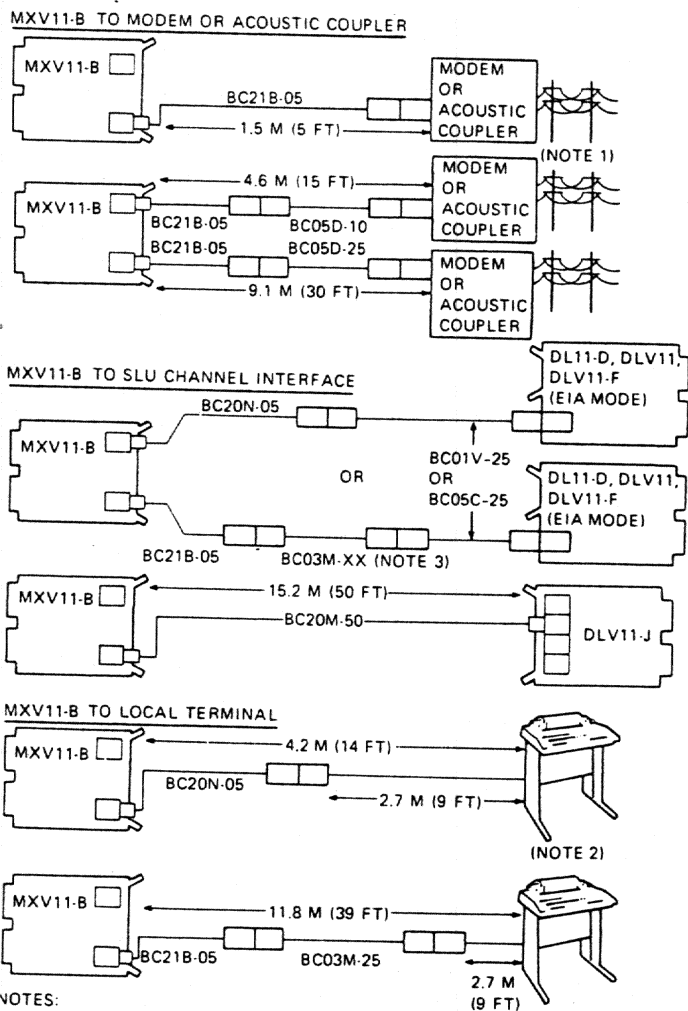 MXV11-B TO MODEM OR ACOUSTIC COUPLER
MXV11-B
BC21B-05
1.5 M (5 FT)
MODEM
OR
ACOUSTIC
COUPLER
(NOTE 1)
MXV11-B
4.6 M (15 FT)
BC21B-05
BC05D-10
MODEM
OR
ACOUSTIC
COUPLER
BC21B-05
BC05D-25
9.1 M (30 FT)
MODEM
OR
ACOUSTIC
COUPLER
MXV11-B TO SLU CHANNEL INTERFACE
MXV11-B
BC20N-05
DL11-D, DLV11,
DLV11-F
(EIA MODE)
OR
BC01V-25
OR
BC05C-25
DL11-D, DLV11,
DLV11-F
(EIA MODE)
BC21B-05
BC03M-XX (NOTE 3)
MXV11-B
15.2 M (50 FT)
BC20M-50
DLV11-J
MXV11-B TO LOCAL TERMINAL
MXV11-B
4.2 M (14 FT)
BC20N-05
2.7 M (9 FT)
(NOTE 2)
MXV11-B
11.8 M (39 FT)
BC21B-05
BC03M-25
2.7 M
(9 FT)
NOTES: